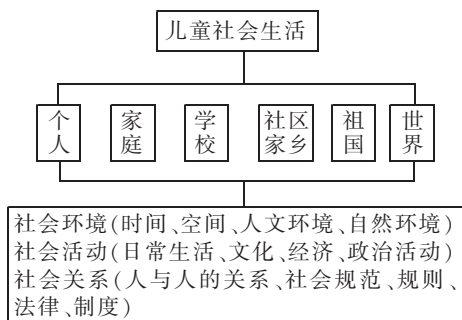 儿童社会生活
个人
家庭
学校
社区家乡
祖国
世界
社会环境(时间、空间、人文环境、自然环境)
社会活动(日常生活、文化、经济、政治活动)
社会关系(人与人的关系、社会规范、规则、
法律、制度)